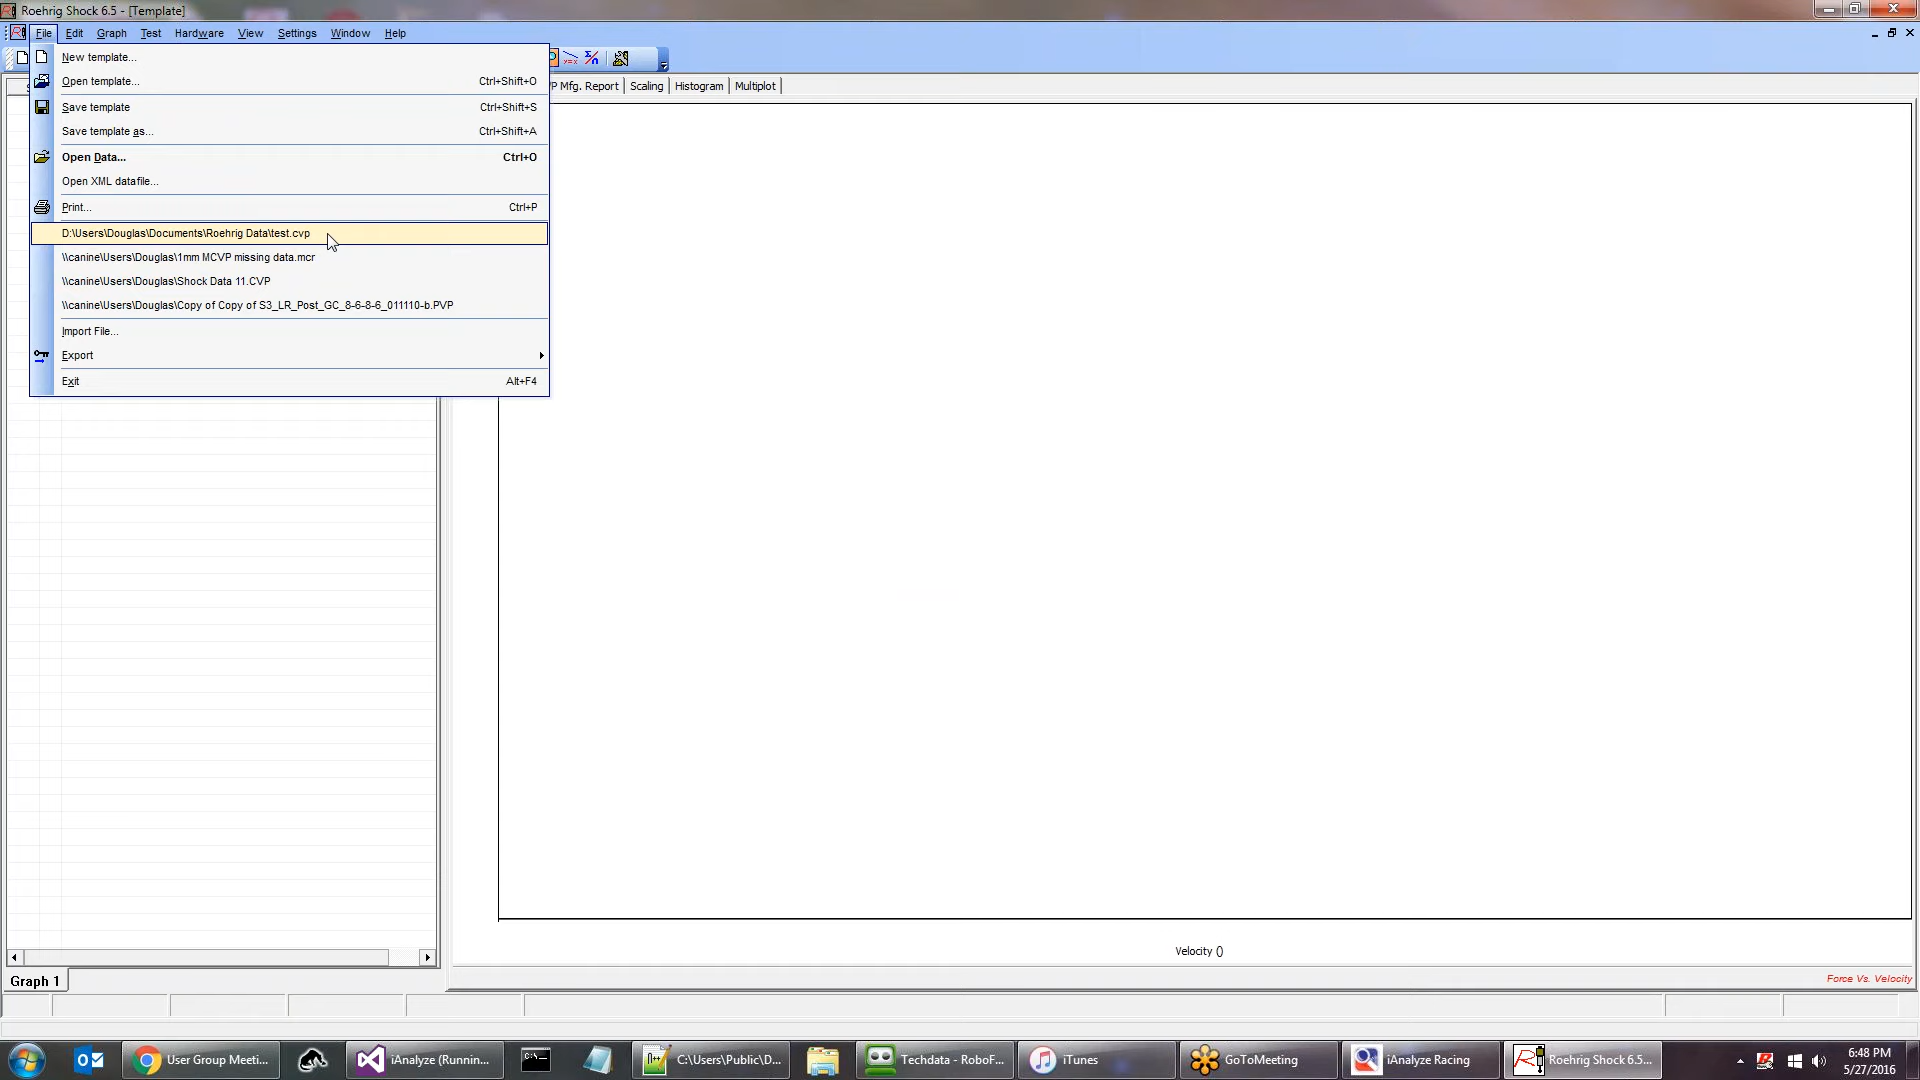 Roehrig Shock 6.5 - [Template]
File Edit Graph Test Hardware View Settings Window Help
New template...
Open template... Ctrl+Shift+O
Save template Ctrl+Shift+S
Save template as... Ctrl+Shift+A
Open Data... Ctrl+O
Open XML datafile...
Print... Ctrl+P
D:\Users\Douglas\Documents\Roehrig Data\test.cvp
\\canine\Users\Douglas\1mm MCVP missing data.mcr
\\canine\Users\Douglas\Shock Data 11.CVP
\\canine\Users\Douglas\Copy of Copy of S3_LR_Post_GC_8-6-8-6_011110-b.PVP
Import File...
Export
Exit Alt+F4
Mfg. Report Scaling Histogram Multiplot
Velocity ()
Graph 1
Force Vs. Velocity
User Group Meeti... iAnalyze (Runnin... C:\Users\Public\D... Techdata - RoboF... iTunes GoToMeeting iAnalyze Racing Roehrig Shock 6.5...
6:48 PM
5/27/2016